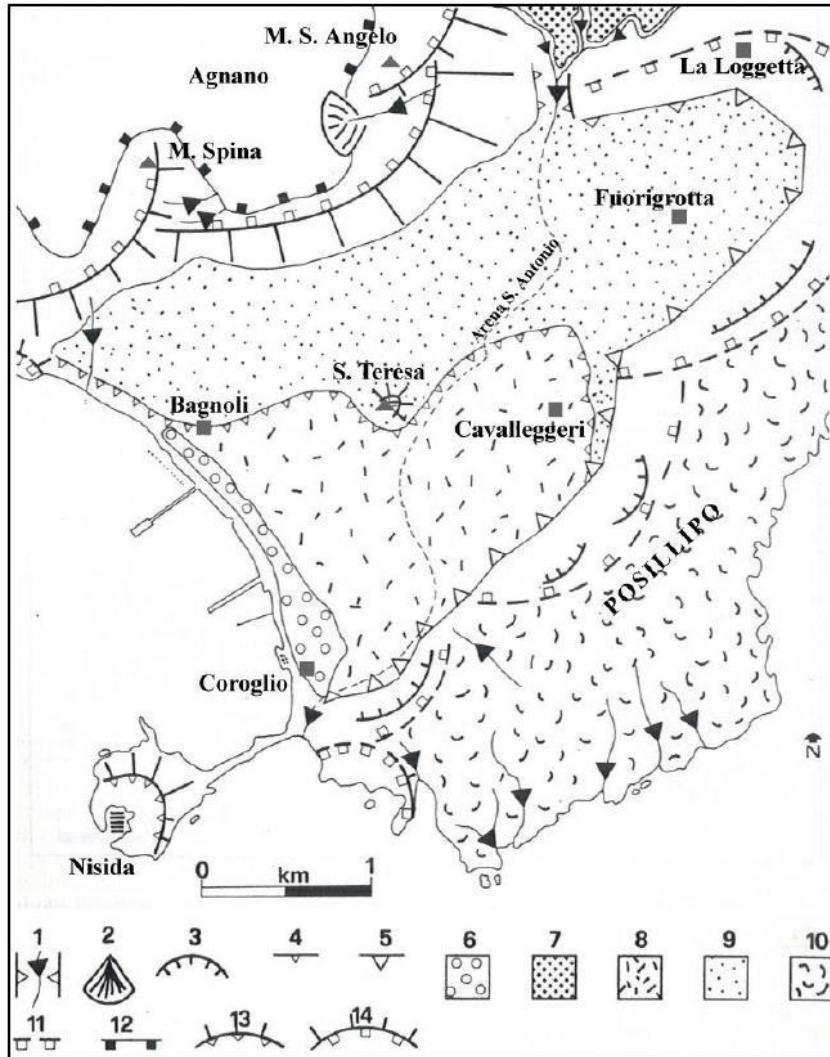 M. S. Angelo
Agnano
La Loggetta
M. Spina
Fuorigrotta
Arena S. Antonio
S. Teresa
Bagnoli
Cavalleggeri
POSILLIPO
Coroglio
N
Nisida
0 1
km
1 2 3 4 5 6 7 8 9 10
11 12 13 14